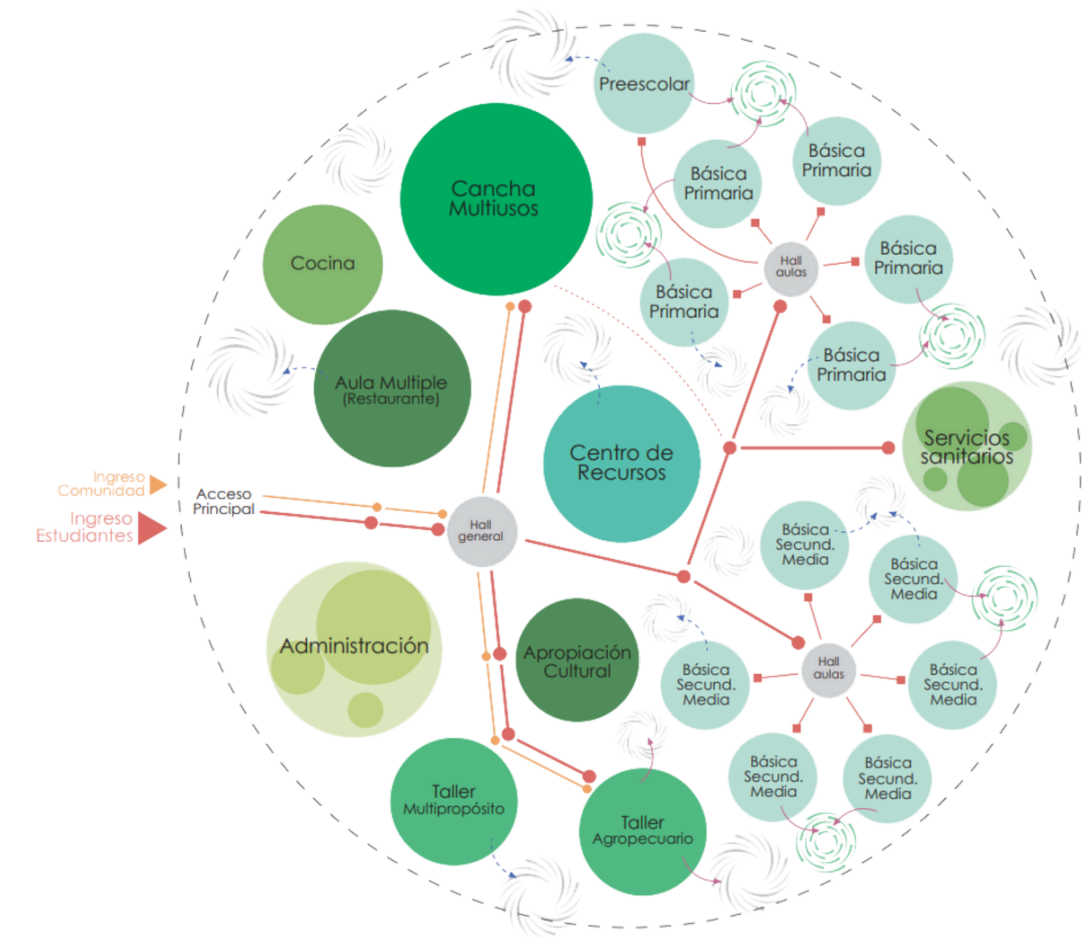 Preescolar
Básica
Primaria
Básica
Primaria
Cancha
Multiusos
Básica
Primaria
Hall
aulas
Cocina
Básica
Primaria
Básica
Primaria
Aula Multiple
(Restaurante)
Servicios
sanitarios
Centro de
Recursos
Ingreso
Comunidad
Acceso
Principal
Ingreso
Estudiantes
Hall
general
Básica
Secund.
Media
Básica
Secund.
Media
Administración
Apropiación
Cultural
Básica
Secund.
Media
Hall
aulas
Básica
Secund.
Media
Básica
Secund.
Media
Básica
Secund.
Media
Taller
Multipropósito
Taller
Agropecuario